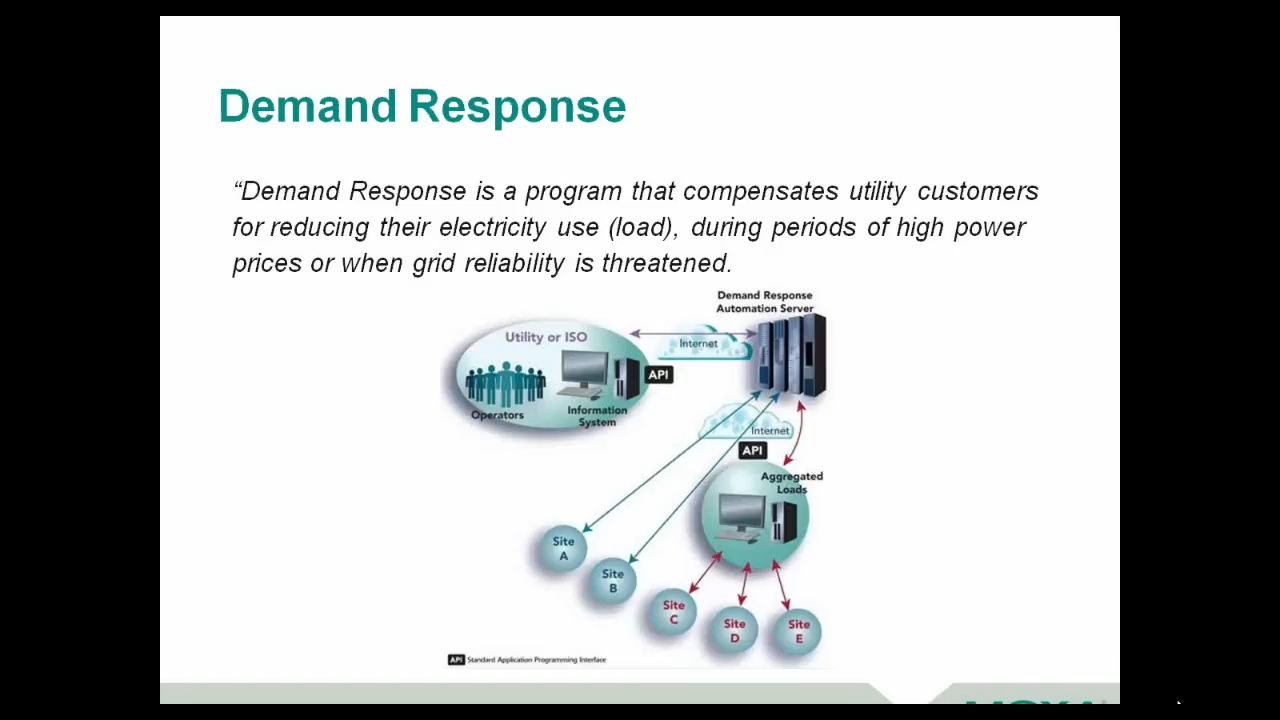 Demand Response
“Demand Response is a program that compensates utility customers
for reducing their electricity use (load), during periods of high power
prices or when grid reliability is threatened.
Demand Response
Automation Server
Utility or ISO
Internet
API
Operators
Information
System
Internet
API
Aggregated
Loads
Site
A
Site
B
Site
C
Site
D
Site
E
API Standard Application Programming Interface